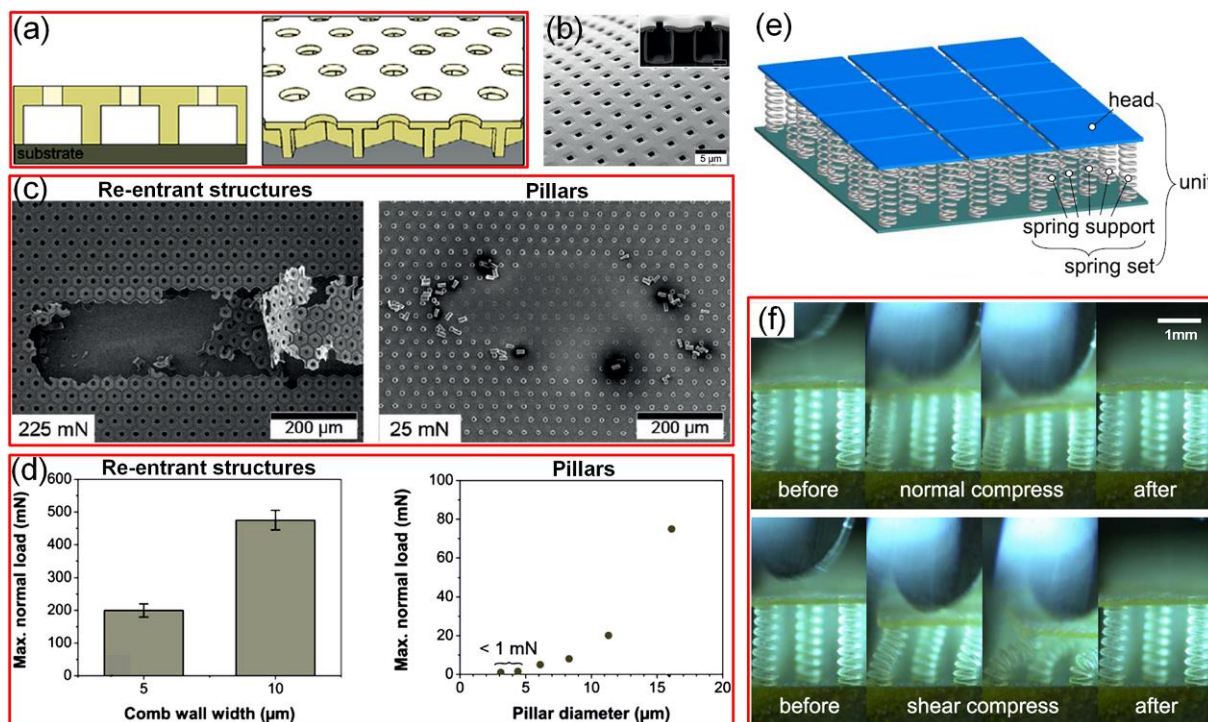 (a)
substrate
(b)
5 µm
(c)
Re-entrant structures
Pillars
225 mN
200 µm
25 mN
200 µm
(d)
Re-entrant structures
Max. normal load (mN)
600
500
400
300
200
100
0
5
10
Comb wall width (µm)
Pillars
Max. normal load (mN)
100
80
60
40
20
0
< 1 mN
0
5
10
15
20
Pillar diameter (µm)
(e)
head
unit
spring support
spring set
(f)
1mm
before
normal compress
after
before
shear compress
after